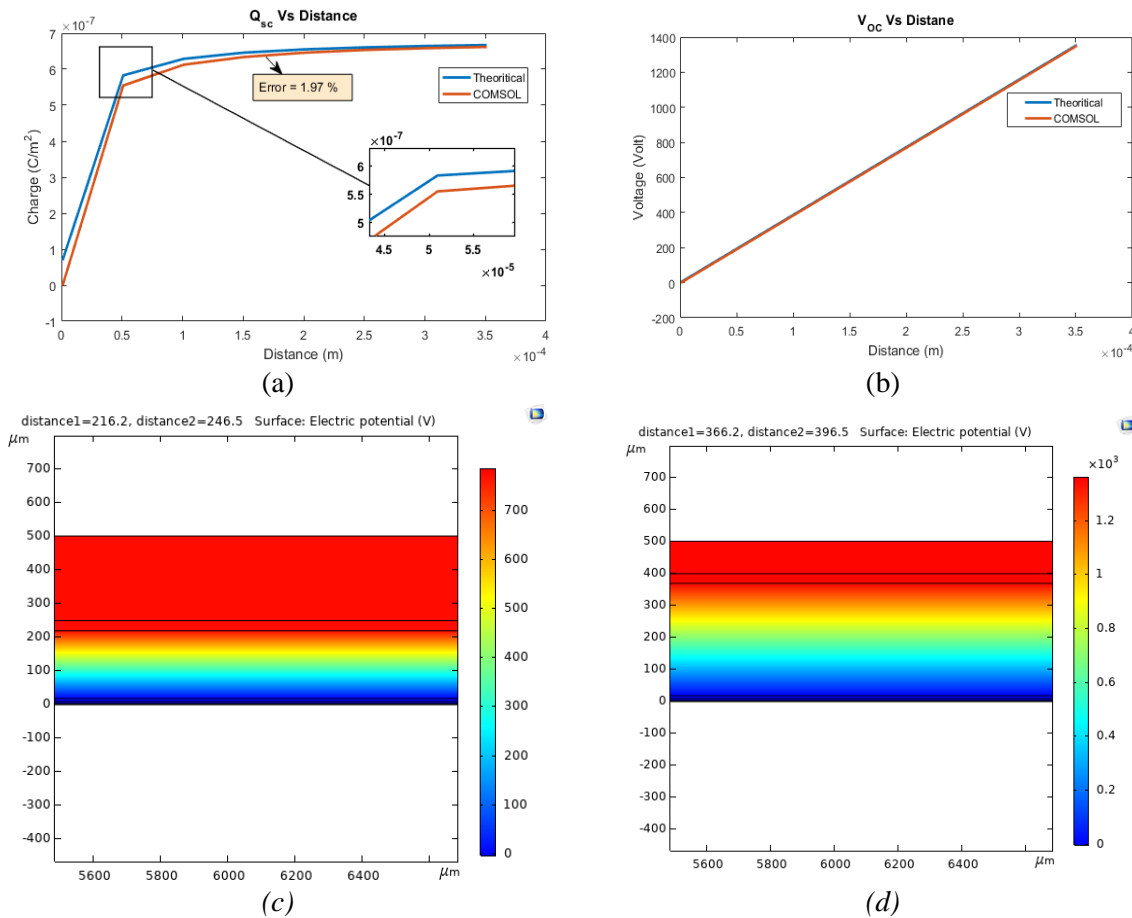 Q_sc Vs Distance
×10^-7
7
6
5
4
3
2
1
0
-1
Charge (C/m²)
0 0.5 1 1.5 2 2.5 3 3.5 4
×10^-4
Distance (m)
Theoritical
COMSOL
Error = 1.97 %
×10^-7
6
5.5
5
4.5 5 5.5
×10^-5
(a)
V_OC Vs Distane
1400
1200
1000
800
600
400
200
0
-200
Voltage (Volt)
0 0.5 1 1.5 2 2.5 3 3.5 4
×10^-4
Distance (m)
Theoritical
COMSOL
(b)
distance1=216.2, distance2=246.5 Surface: Electric potential (V)
μm
700
600
500
400
300
200
100
0
-100
-200
-300
-400
5600 5800 6000 6200 6400 μm
700
600
500
400
300
200
100
0
(c)
distance1=366.2, distance2=396.5 Surface: Electric potential (V)
μm
700
600
500
400
300
200
100
0
-100
-200
-300
-400
5600 5800 6000 6200 6400 μm
×10³
1.2
1
0.8
0.6
0.4
0.2
0
(d)